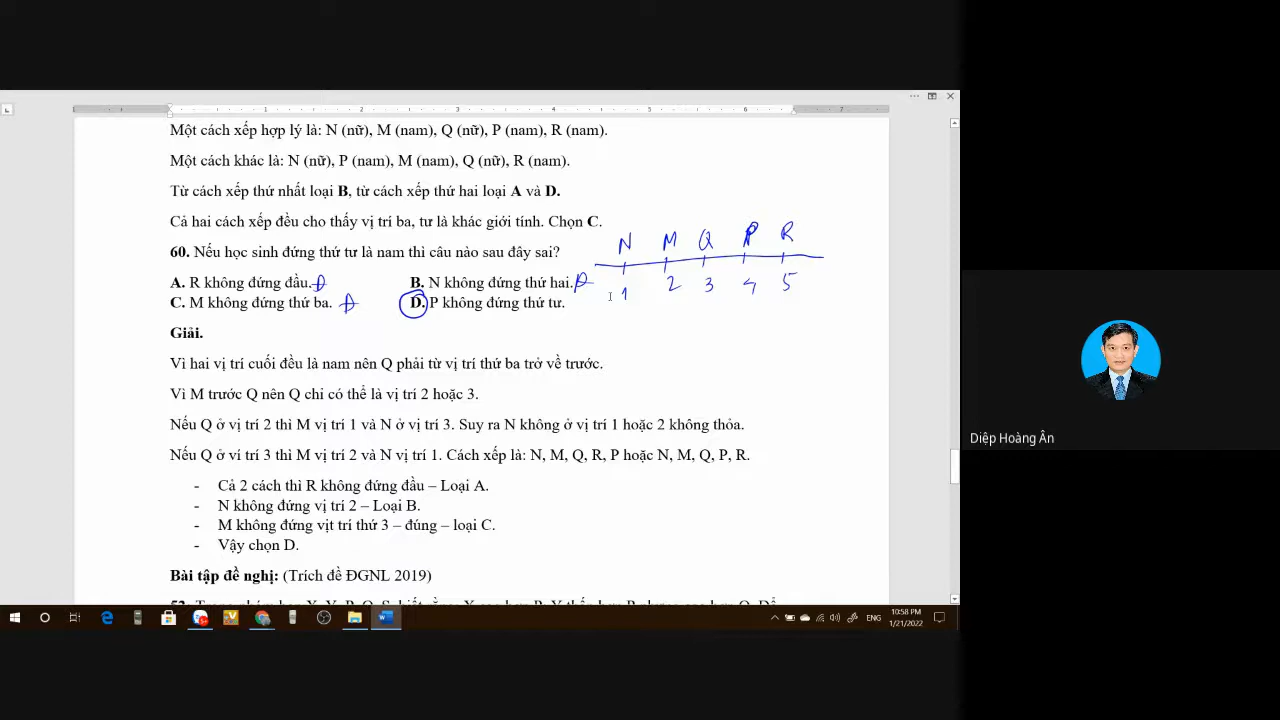 Một cách xếp hợp lý là: N (nữ), M (nam), Q (nữ), P (nam), R (nam).
Một cách khác là: N (nữ), P (nam), M (nam), Q (nữ), R (nam).
Từ cách xếp thứ nhất loại B, từ cách xếp thứ hai loại A và D.
Cả hai cách xếp đều cho thấy vị trí ba, tư là khác giới tính. Chọn C.
N M Q P R
60. Nếu học sinh đứng thứ tư là nam thì câu nào sau đây sai?
A. R không đứng đầu. Đ B. N không đứng thứ hai. Đ
1 2 3 4 5
C. M không đứng thứ ba. Đ D. P không đứng thứ tư.
Giải.
Vì hai vị trí cuối đều là nam nên Q phải từ vị trí thứ ba trở về trước.
Vì M trước Q nên Q chỉ có thể là vị trí 2 hoặc 3.
Nếu Q ở vị trí 2 thì M vị trí 1 và N ở vị trí 3. Suy ra N không ở vị trí 1 hoặc 2 không thỏa.
Nếu Q ở ví trí 3 thì M vị trí 2 và N vị trí 1. Cách xếp là: N, M, Q, R, P hoặc N, M, Q, P, R.
- Cả 2 cách thì R không đứng đầu – Loại A.
- N không đứng vị trí 2 – Loại B.
- M không đứng vịt trí thứ 3 – đúng – loại C.
- Vậy chọn D.
Bài tập đề nghị: (Trích đề ĐGNL 2019)
Diệp Hoàng Ân
ENG
10:58 PM
1/21/2022